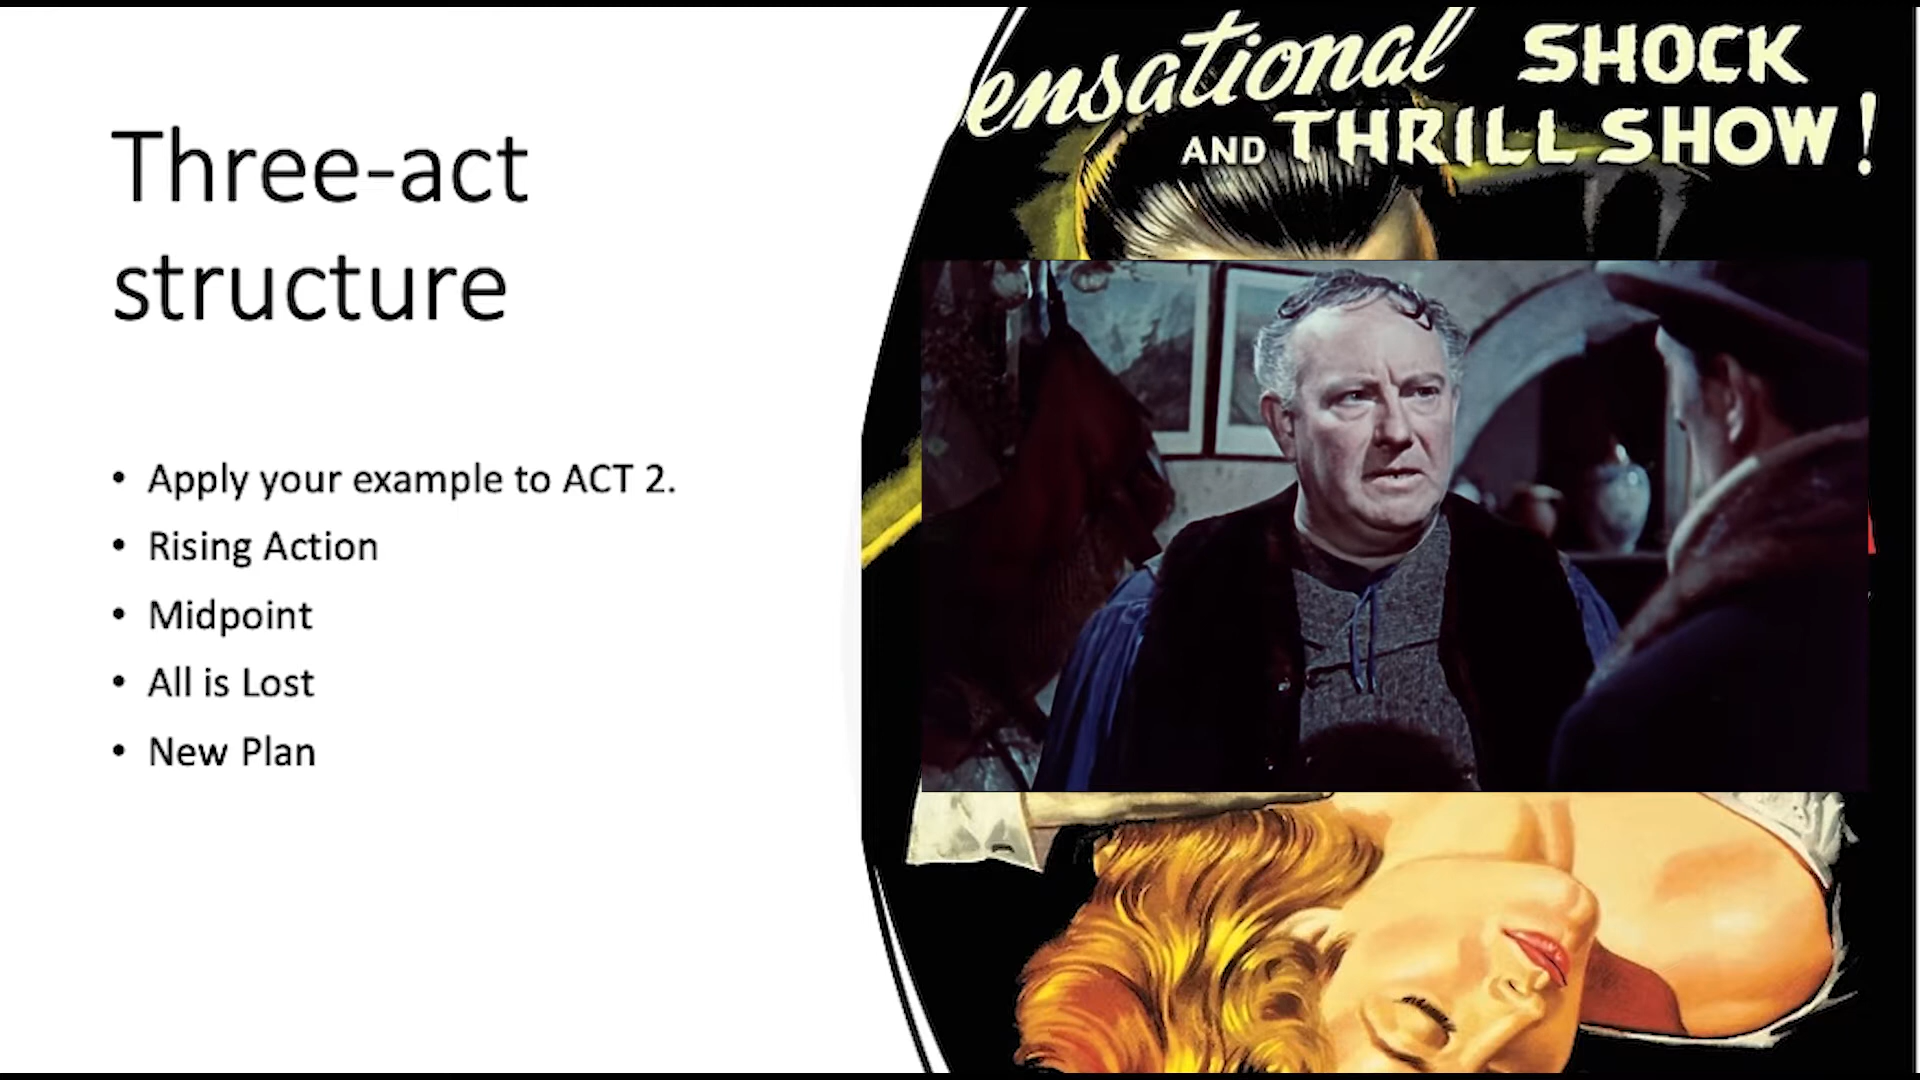 Three-act
structure
• Apply your example to ACT 2.
• Rising Action
• Midpoint
• All is Lost
• New Plan
ensational SHOCK
AND THRILL SHOW!